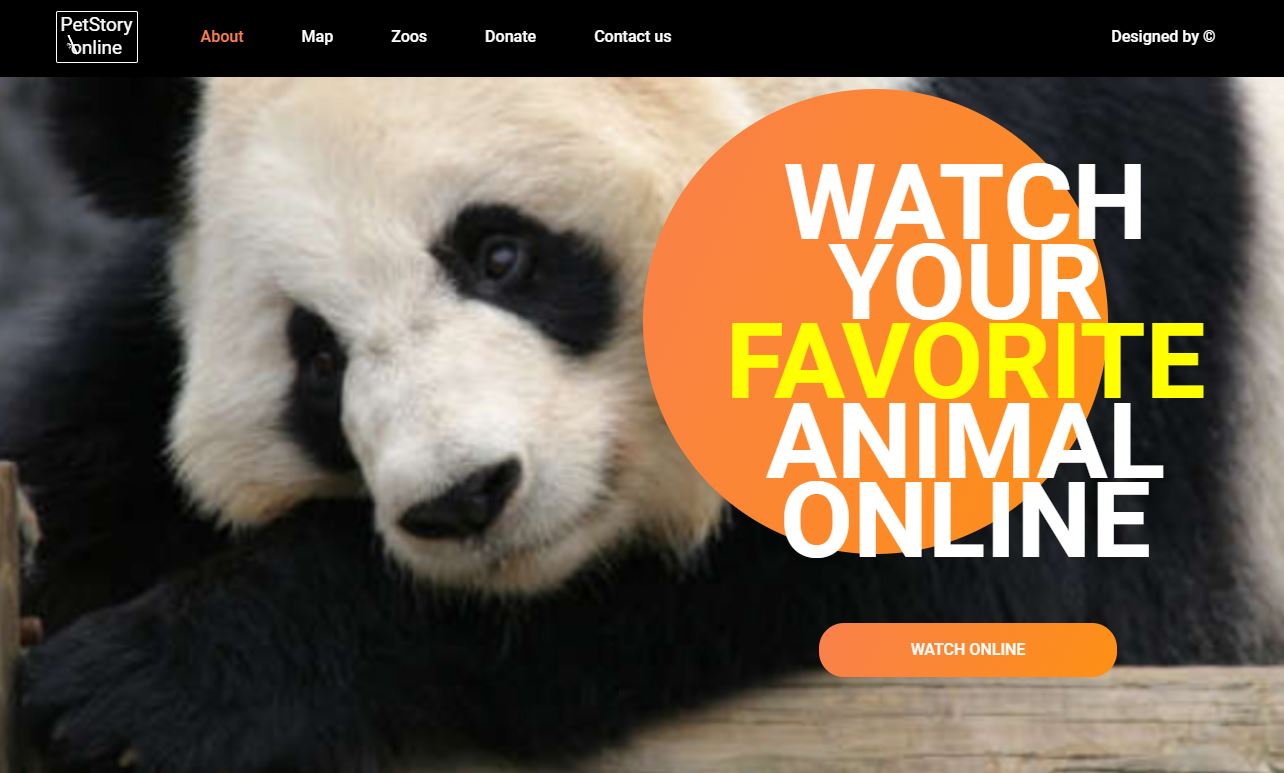 PetStory
online
About
Map
Zoos
Donate
Contact us
Designed by ©
WATCH
YOUR
FAVORITE
ANIMAL
ONLINE
WATCH ONLINE